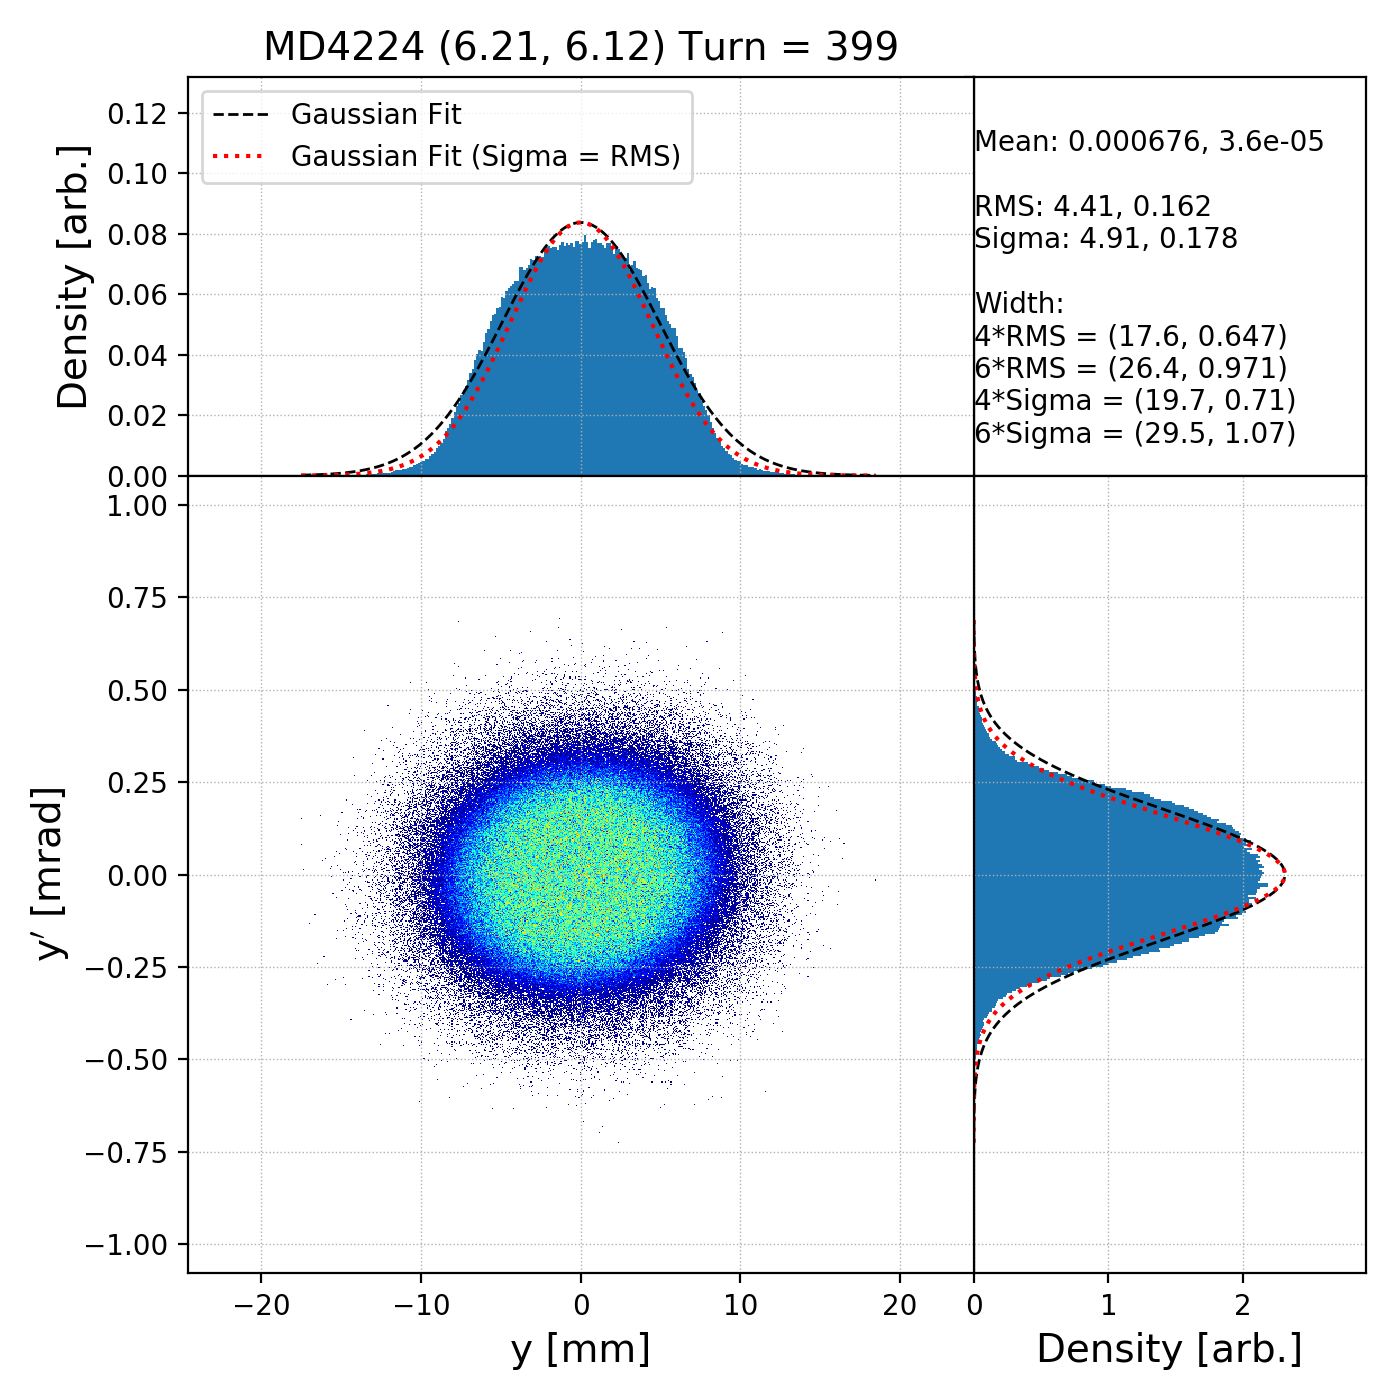 MD4224 (6.21, 6.12) Turn = 399
Gaussian Fit
Gaussian Fit (Sigma = RMS)
Density [arb.]
0.12
0.10
0.08
0.06
0.04
0.02
0.00
Mean: 0.000676, 3.6e-05
RMS: 4.41, 0.162
Sigma: 4.91, 0.178
Width:
4*RMS = (17.6, 0.647)
6*RMS = (26.4, 0.971)
4*Sigma = (19.7, 0.71)
6*Sigma = (29.5, 1.07)
y′ [mrad]
1.00
0.75
0.50
0.25
0.00
−0.25
−0.50
−0.75
−1.00
−20 −10 0 10 20
y [mm]
0 1 2
Density [arb.]